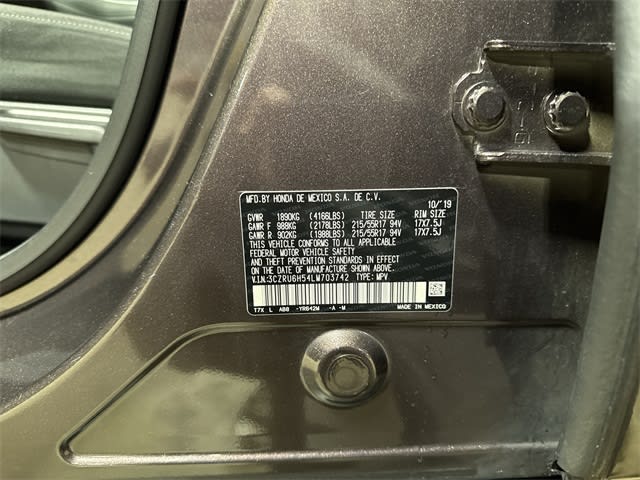 MFD.BY HONDA DE MEXICO S.A. DE C.V. 10/'19
GVWR 1890KG (4166LBS) TIRE SIZE RIM SIZE
GAWR F 988KG (2178LBS) 215/55R17 94V 17X7.5J
GAWR R 902KG (1988LBS) 215/55R17 94V 17X7.5J
THIS VEHICLE CONFORMS TO ALL APPLICABLE
FEDERAL MOTOR VEHICLE SAFETY
AND THEFT PREVENTION STANDARDS IN EFFECT
ON THE DATE OF MANUFACTURE SHOWN ABOVE.
V.I.N:3CZRU6H54LM703742 TYPE: MPV
T7X L AB0 -YR642M -A -M MADE IN MEXICO